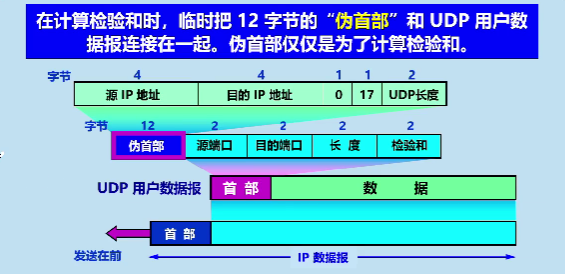 在计算检验和时，临时把 12 字节的“伪首部”和 UDP 用户数
据报连接在一起。伪首部仅仅是为了计算检验和。
字节 4 4 1 1 2
源 IP 地址 目的 IP 地址 0 17 UDP长度
字节 12 2 2 2 2
伪首部 源端口 目的端口 长 度 检验和
UDP 用户数据报 首 部 数 据
首 部
发送在前 IP 数据报